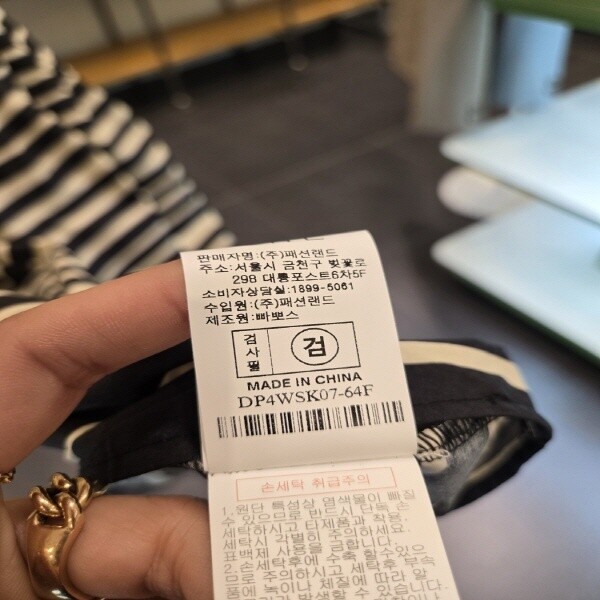 판매자명:(주)패션랜드
주소:서울시 금천구 벚꽃로
298 대륭포스트6차5F
소비자상담실:1899-5061
수입원:(주)패션랜드
제조원:빠뽀스
검
사
필
검
MADE IN CHINA
DP4WSK07-64F
손세탁 취급주의
1.원단 특성상 염색물이 빠질
수 있으므로 반드시 단독 손
세탁하시고 타제품과 착용.
세탁시 각별히 주의하세요.
표백제 사용을 금합니다.
2.손세탁후에 수축 할수있으
므로 주의하시고 세탁후 부속
물에 녹이나 체질에 따라 알